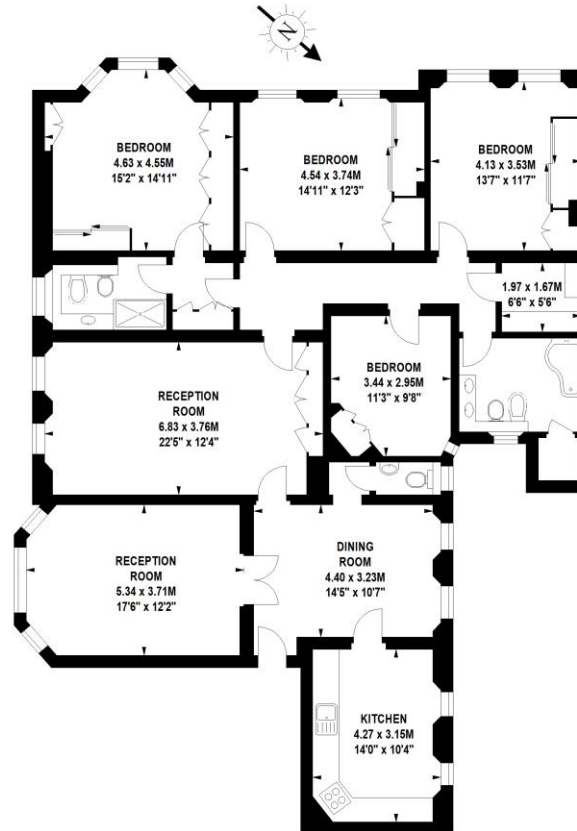 N
BEDROOM
4.63 x 4.55M
15'2" x 14'11"
BEDROOM
4.54 x 3.74M
14'11" x 12'3"
BEDROOM
4.13 x 3.53M
13'7" x 11'7"
1.97 x 1.67M
6'6" x 5'6"
RECEPTION
ROOM
6.83 x 3.76M
22'5" x 12'4"
BEDROOM
3.44 x 2.95M
11'3" x 9'8"
RECEPTION
ROOM
5.34 x 3.71M
17'6" x 12'2"
DINING
ROOM
4.40 x 3.23M
14'5" x 10'7"
KITCHEN
4.27 x 3.15M
14'0" x 10'4"